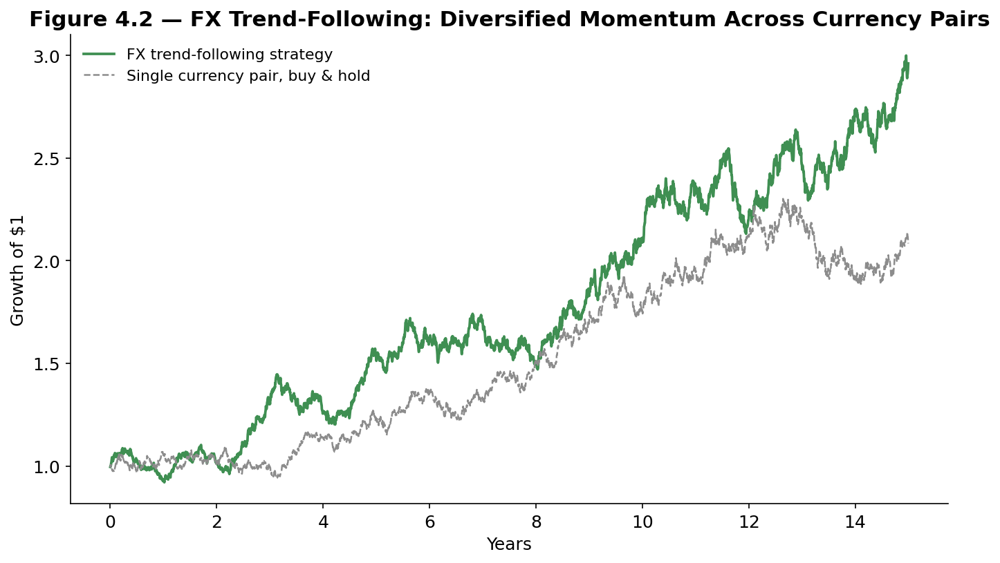 Figure 4.2 — FX Trend-Following: Diversified Momentum Across Currency Pairs
FX trend-following strategy
Single currency pair, buy & hold
Growth of $1
3.0
2.5
2.0
1.5
1.0
0 2 4 6 8 10 12 14
Years